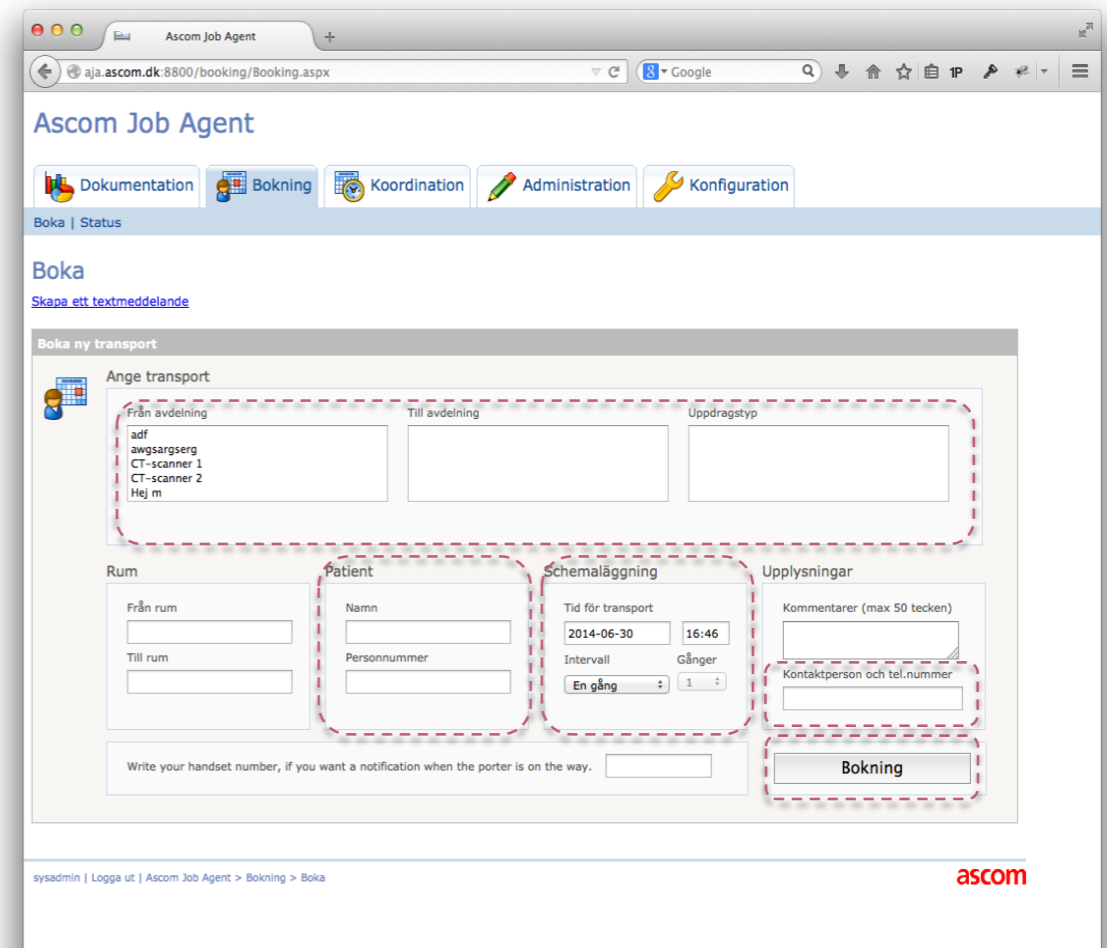 Ascom Job Agent
aja.ascom.dk:8800/booking/Booking.aspx
8 Google
1P
Ascom Job Agent
Dokumentation Bokning Koordination Administration Konfiguration
Boka | Status
Boka
Skapa ett textmeddelande
Boka ny transport
Ange transport
Från avdelning Till avdelning Uppdragstyp
adf
awgsargserg
CT-scanner 1
CT-scanner 2
Hej m
Rum Patient Schemaläggning Upplysningar
Från rum Namn Tid för transport Kommentarer (max 50 tecken)
2014-06-30 16:46
Till rum Personnummer Intervall Gånger
Kontaktperson och tel.nummer
En gång 1
Write your handset number, if you want a notification when the porter is on the way.
Bokning
sysadmin | Logga ut | Ascom Job Agent > Bokning > Boka
ascom